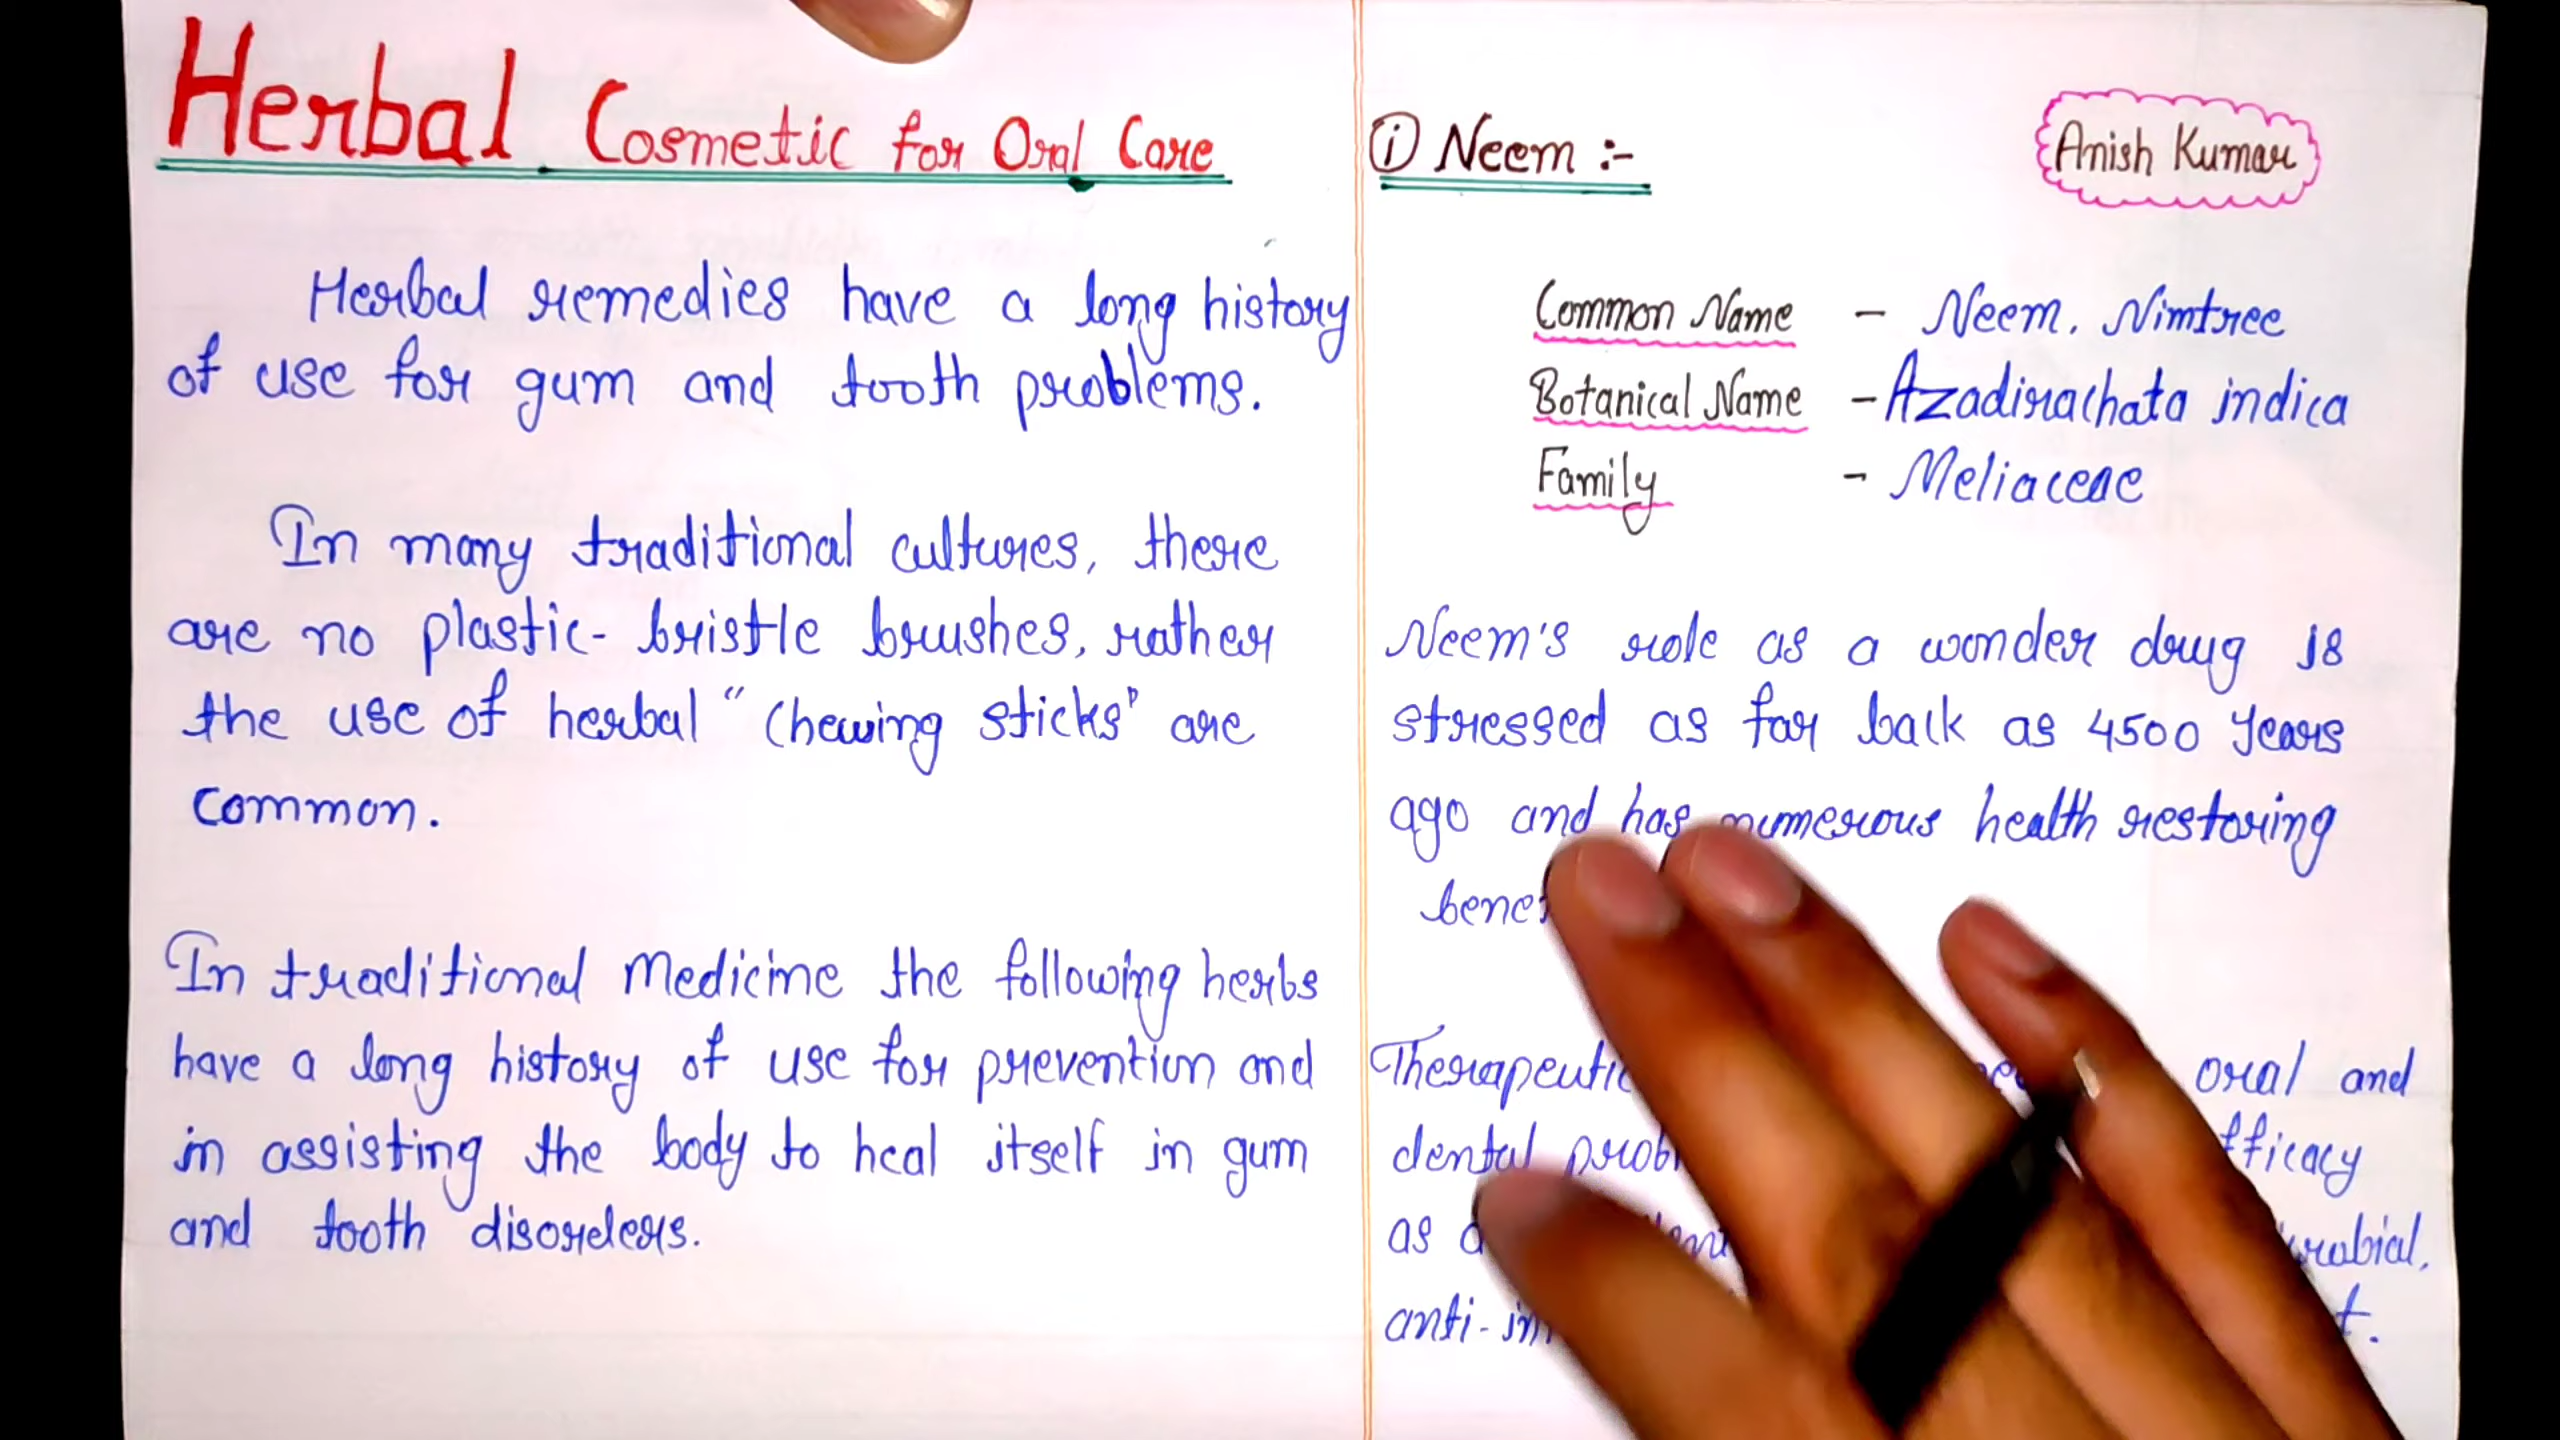 Herbal Cosmetic for Oral Care
Herbal remedies have a long history
of use for gum and tooth problems.
In many traditional cultures, there
are no plastic- bristle brushes, rather
the use of herbal "Chewing sticks" are
common.
In traditional Medicine the following herbs
have a long history of use for prevention and
in assisting the body to heal itself in gum
and tooth disorders.
i Neem :-
Anish Kumar
Common Name - Neem, Nimtree
Botanical Name - Azadirachata indica
Family - Meliaceae
Neem's role as a wonder drug is
stressed as far back as 4500 years
ago and has numerous health restoring
oral and
dental
as